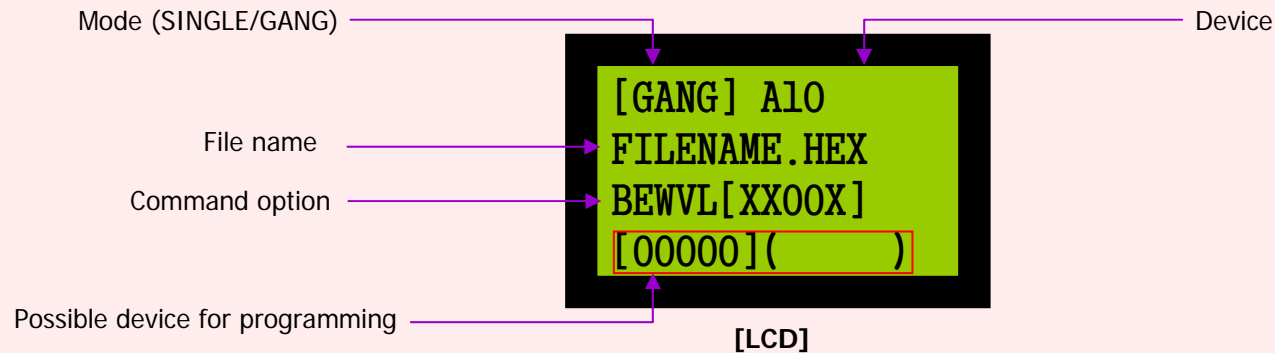 Mode (SINGLE/GANG)
Device
[GANG] A10
File name
FILENAME.HEX
Command option
BEWVL[XXOOX]
[00000]( )
Possible device for programming
[LCD]